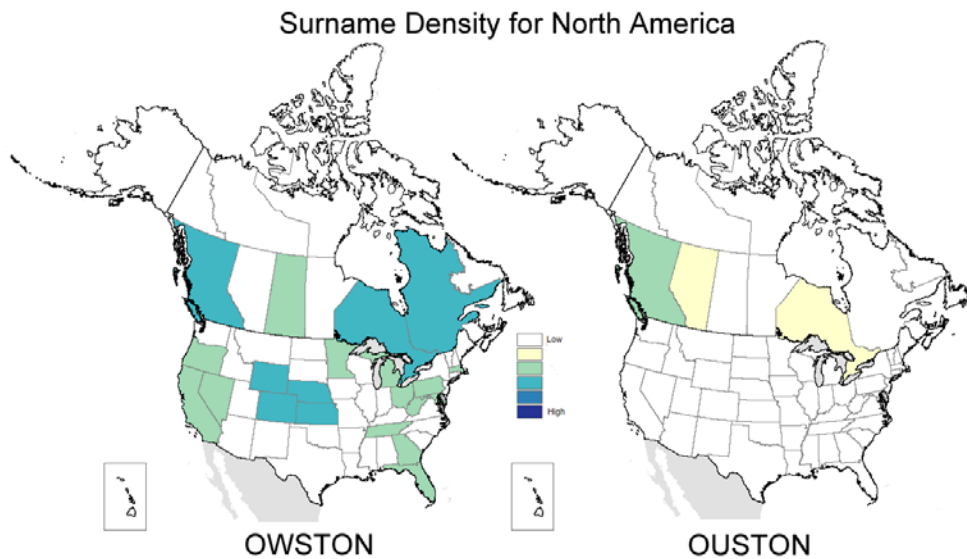 Surname Density for North America
Low
High
OWSTON
OUSTON